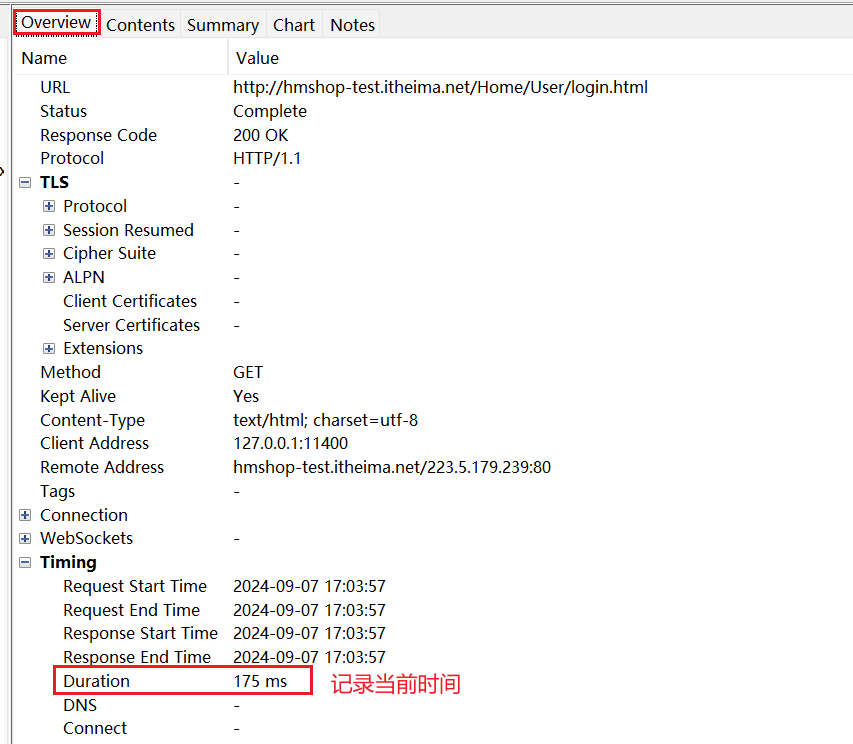 Overview Contents Summary Chart Notes
Name Value
URL http://hmshop-test.itheima.net/Home/User/login.html
Status Complete
Response Code 200 OK
Protocol HTTP/1.1
TLS -
Protocol -
Session Resumed -
Cipher Suite -
ALPN -
Client Certificates -
Server Certificates -
Extensions
Method GET
Kept Alive Yes
Content-Type text/html; charset=utf-8
Client Address 127.0.0.1:11400
Remote Address hmshop-test.itheima.net/223.5.179.239:80
Tags -
Connection
WebSockets -
Timing
Request Start Time 2024-09-07 17:03:57
Request End Time 2024-09-07 17:03:57
Response Start Time 2024-09-07 17:03:57
Response End Time 2024-09-07 17:03:57
Duration 175 ms 记录当前时间
DNS -
Connect -